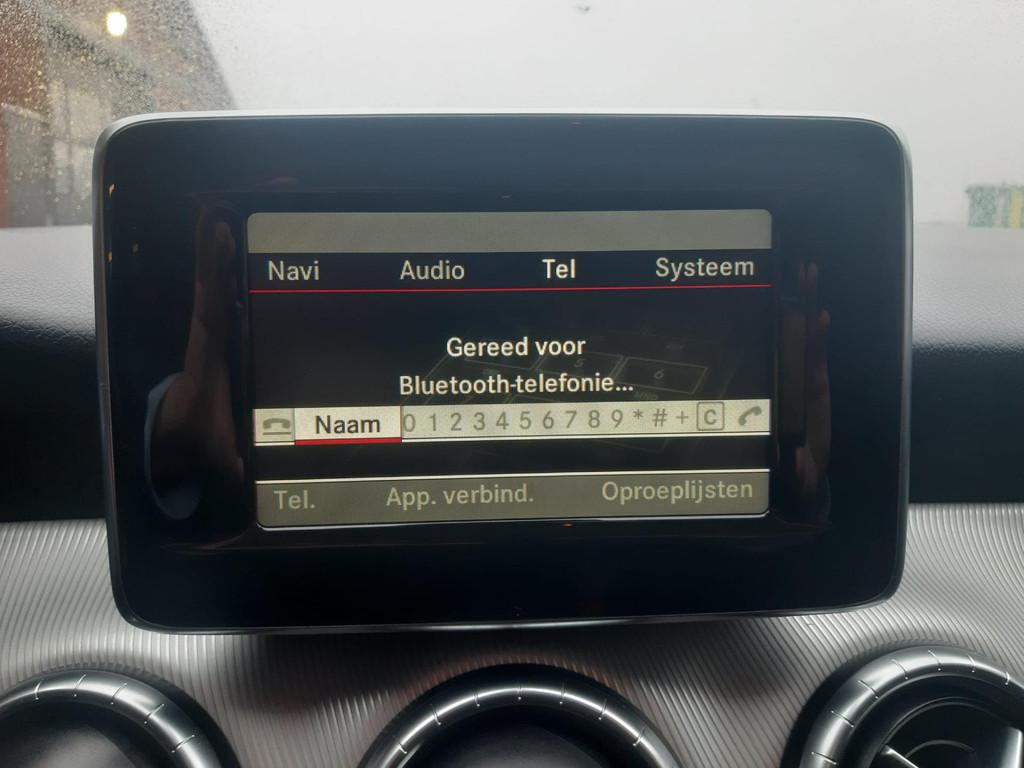 Navi Audio Tel Systeem
Gereed voor
Bluetooth-telefonie...
Naam 0 1 2 3 4 5 6 7 8 9 * # + C
Tel. App. verbind. Oproeplijsten